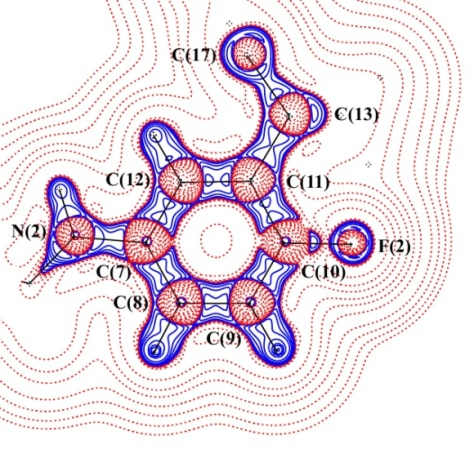 C(17)
C(13)
C(12)
C(11)
N(2)
F(2)
C(7)
C(10)
C(8)
C(9)